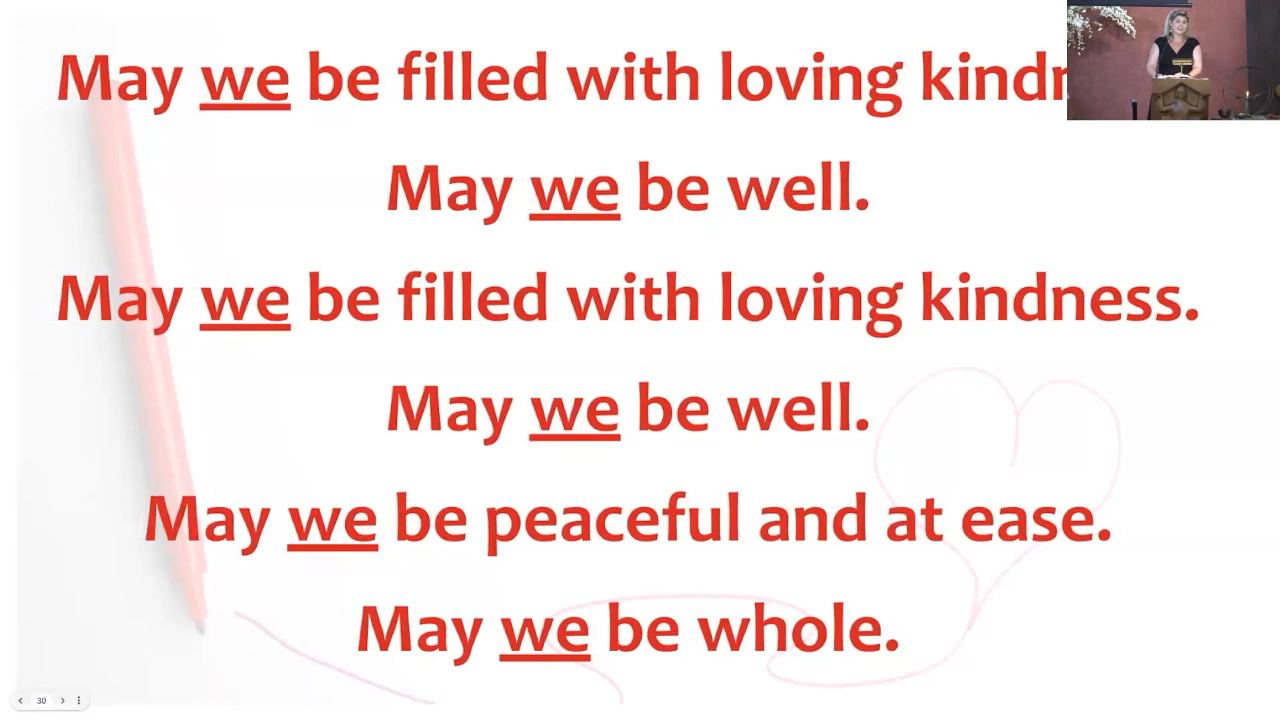 May we be filled with loving kindn
May we be well.
May we be filled with loving kindness.
May we be well.
May we be peaceful and at ease.
May we be whole.
30